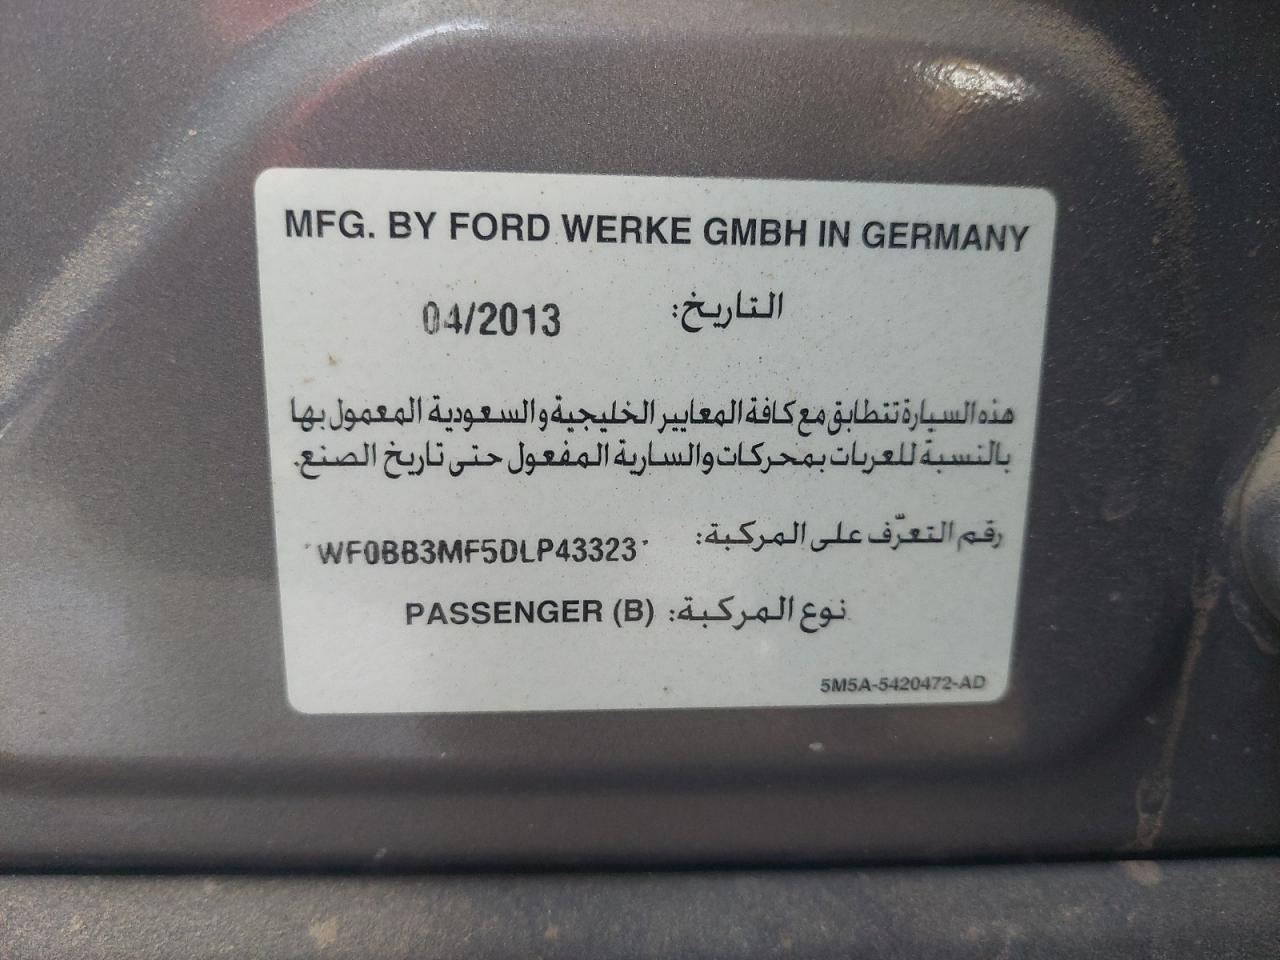 MFG. BY FORD WERKE GMBH IN GERMANY
التاريخ: 04/2013
هذه السيارة تتطابق مع كافة المعايير الخليجية والسعودية المعمول بها
بالنسبة للعربات بمحركات والسارية المفعول حتى تاريخ الصنع.
رقم التعرّف على المركبة: *WF0BB3MF5DLP43323*
نوع المركبة: PASSENGER (B)
5M5A-5420472-AD